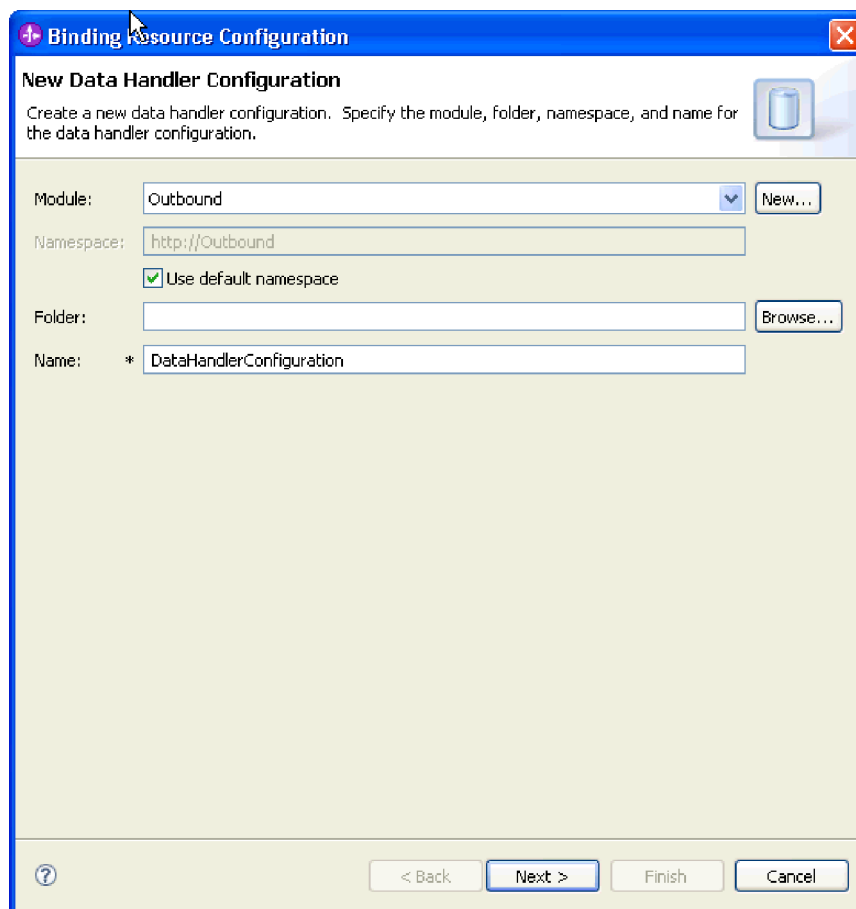 Binding Resource Configuration
New Data Handler Configuration
Create a new data handler configuration. Specify the module, folder, namespace, and name for
the data handler configuration.
Module: Outbound New...
Namespace: http://Outbound
Use default namespace
Folder: Browse...
Name: * DataHandlerConfiguration
< Back Next > Finish Cancel